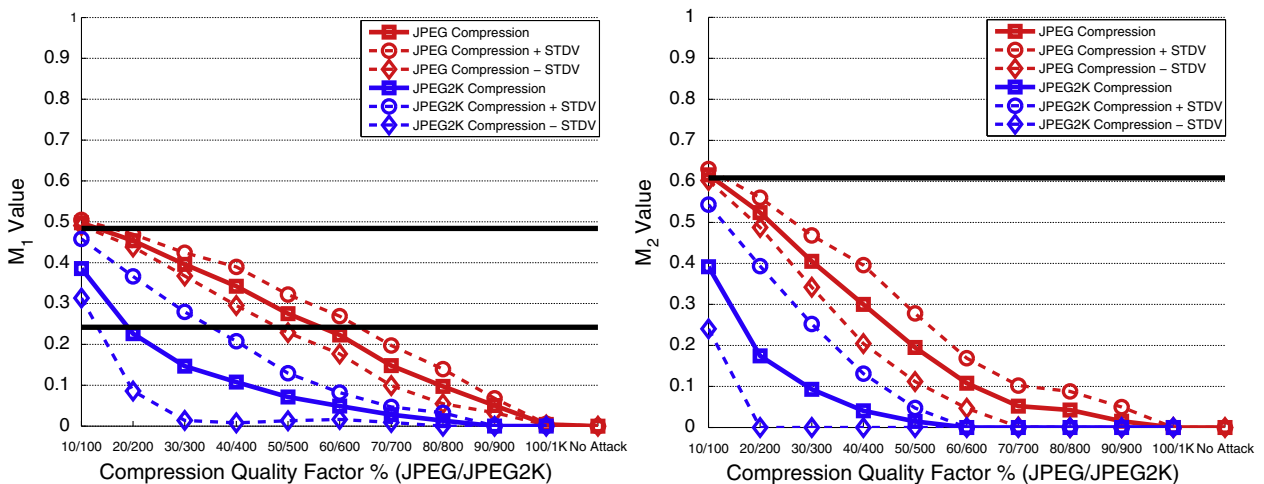 JPEG Compression
JPEG Compression + STDV
JPEG Compression − STDV
JPEG2K Compression
JPEG2K Compression + STDV
JPEG2K Compression − STDV
1
0.9
0.8
0.7
0.6
0.5
0.4
0.3
0.2
0.1
0
M1 Value
10/100 20/200 30/300 40/400 50/500 60/600 70/700 80/800 90/900 100/1K No Attack
Compression Quality Factor % (JPEG/JPEG2K)
JPEG Compression
JPEG Compression + STDV
JPEG Compression − STDV
JPEG2K Compression
JPEG2K Compression + STDV
JPEG2K Compression − STDV
1
0.9
0.8
0.7
0.6
0.5
0.4
0.3
0.2
0.1
0
M2 Value
10/100 20/200 30/300 40/400 50/500 60/600 70/700 80/800 90/900 100/1K No Attack
Compression Quality Factor % (JPEG/JPEG2K)